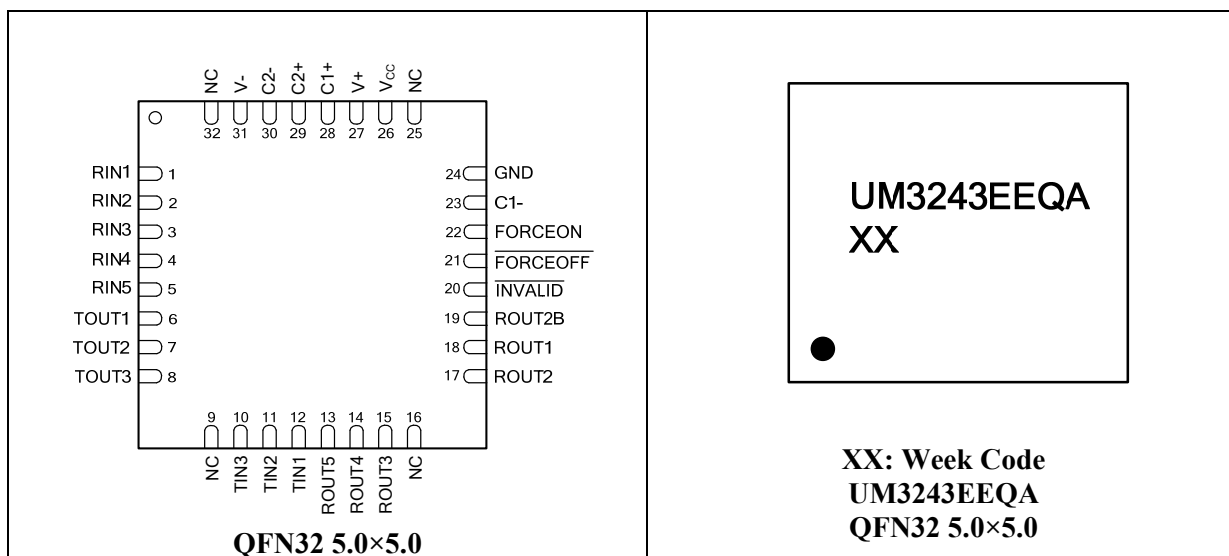 NC V- C2- C2+ C1+ V+ VCC NC
32 31 30 29 28 27 26 25
RIN1 1
RIN2 2
RIN3 3
RIN4 4
RIN5 5
TOUT1 6
TOUT2 7
TOUT3 8
24 GND
23 C1-
22 FORCEON
21 FORCEOFF
20 INVALID
19 ROUT2B
18 ROUT1
17 ROUT2
9 10 11 12 13 14 15 16
NC TIN3 TIN2 TIN1 ROUT5 ROUT4 ROUT3 NC
QFN32 5.0×5.0
UM3243EEQA
XX
XX: Week Code
UM3243EEQA
QFN32 5.0×5.0